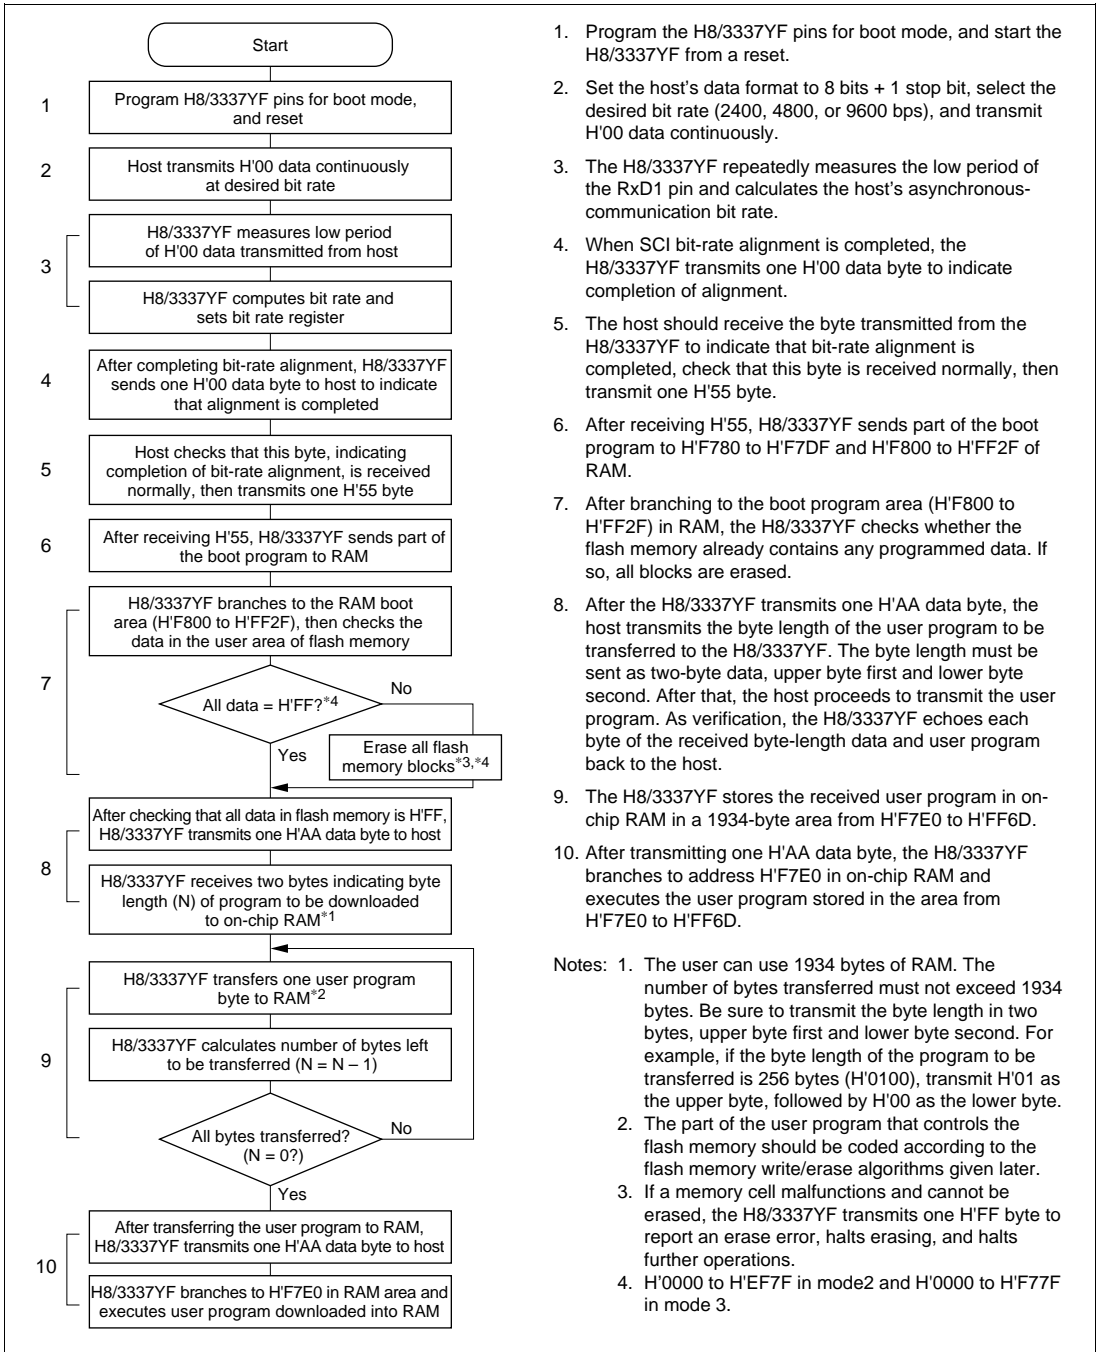 Start
1
Program H8/3337YF pins for boot mode,
and reset
2
Host transmits H'00 data continuously
at desired bit rate
3
H8/3337YF measures low period
of H'00 data transmitted from host
H8/3337YF computes bit rate and
sets bit rate register
4
After completing bit-rate alignment, H8/3337YF
sends one H'00 data byte to host to indicate
that alignment is completed
5
Host checks that this byte, indicating
completion of bit-rate alignment, is received
normally, then transmits one H'55 byte
6
After receiving H'55, H8/3337YF sends part of
the boot program to RAM
7
H8/3337YF branches to the RAM boot
area (H'F800 to H'FF2F), then checks the
data in the user area of flash memory
All data = H'FF?*4
No
Yes
Erase all flash
memory blocks*3,*4
8
After checking that all data in flash memory is H'FF,
H8/3337YF transmits one H'AA data byte to host
H8/3337YF receives two bytes indicating byte
length (N) of program to be downloaded
to on-chip RAM*1
9
H8/3337YF transfers one user program
byte to RAM*2
H8/3337YF calculates number of bytes left
to be transferred (N = N – 1)
All bytes transferred?
(N = 0?)
No
Yes
10
After transferring the user program to RAM,
H8/3337YF transmits one H'AA data byte to host
H8/3337YF branches to H'F7E0 in RAM area and
executes user program downloaded into RAM
1. Program the H8/3337YF pins for boot mode, and start the
H8/3337YF from a reset.
2. Set the host's data format to 8 bits + 1 stop bit, select the
desired bit rate (2400, 4800, or 9600 bps), and transmit
H'00 data continuously.
3. The H8/3337YF repeatedly measures the low period of
the RxD1 pin and calculates the host's asynchronous-
communication bit rate.
4. When SCI bit-rate alignment is completed, the
H8/3337YF transmits one H'00 data byte to indicate
completion of alignment.
5. The host should receive the byte transmitted from the
H8/3337YF to indicate that bit-rate alignment is
completed, check that this byte is received normally, then
transmit one H'55 byte.
6. After receiving H'55, H8/3337YF sends part of the boot
program to H'F780 to H'F7DF and H'F800 to H'FF2F of
RAM.
7. After branching to the boot program area (H'F800 to
H'FF2F) in RAM, the H8/3337YF checks whether the
flash memory already contains any programmed data. If
so, all blocks are erased.
8. After the H8/3337YF transmits one H'AA data byte, the
host transmits the byte length of the user program to be
transferred to the H8/3337YF. The byte length must be
sent as two-byte data, upper byte first and lower byte
second. After that, the host proceeds to transmit the user
program. As verification, the H8/3337YF echoes each
byte of the received byte-length data and user program
back to the host.
9. The H8/3337YF stores the received user program in on-
chip RAM in a 1934-byte area from H'F7E0 to H'FF6D.
10. After transmitting one H'AA data byte, the H8/3337YF
branches to address H'F7E0 in on-chip RAM and
executes the user program stored in the area from
H'F7E0 to H'FF6D.
Notes: 1. The user can use 1934 bytes of RAM. The
number of bytes transferred must not exceed 1934
bytes. Be sure to transmit the byte length in two
bytes, upper byte first and lower byte second. For
example, if the byte length of the program to be
transferred is 256 bytes (H'0100), transmit H'01 as
the upper byte, followed by H'00 as the lower byte.
2. The part of the user program that controls the
flash memory should be coded according to the
flash memory write/erase algorithms given later.
3. If a memory cell malfunctions and cannot be
erased, the H8/3337YF transmits one H'FF byte to
report an erase error, halts erasing, and halts
further operations.
4. H'0000 to H'EF7F in mode2 and H'0000 to H'F77F
in mode 3.